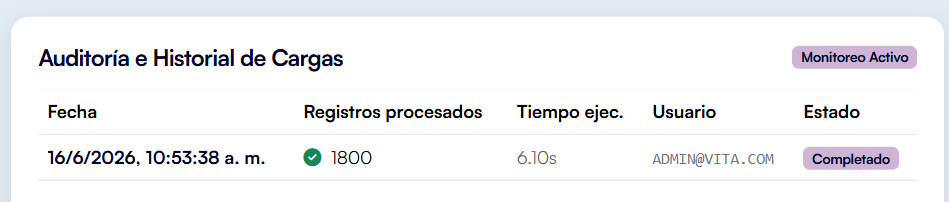 Auditoría e Historial de Cargas Monitoreo Activo
Fecha Registros procesados Tiempo ejec. Usuario Estado
16/6/2026, 10:53:38 a. m. 1800 6.10s ADMIN@VITA.COM Completado